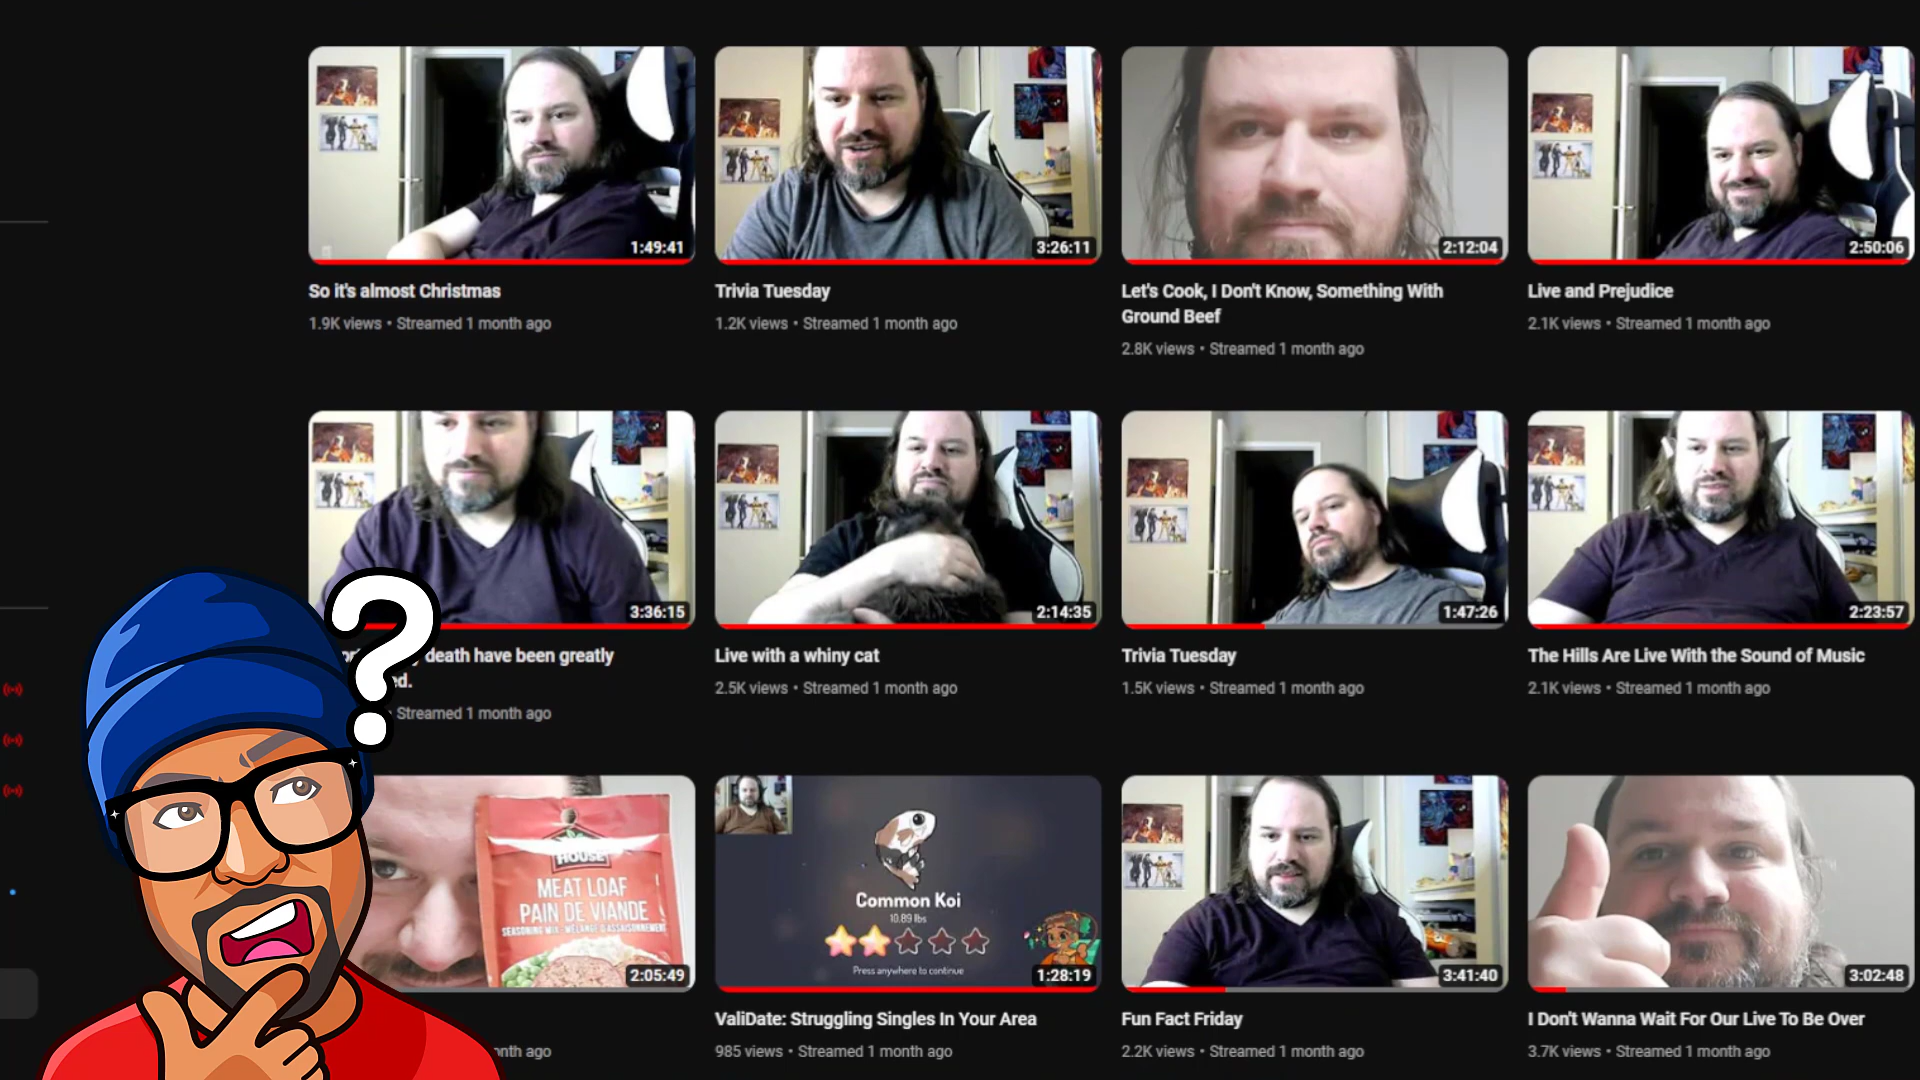 1:49:41
3:26:11
2:12:04
2:50:06
So it's almost Christmas
Trivia Tuesday
Let's Cook, I Don't Know, Something With
Ground Beef
Live and Prejudice
1.9K views • Streamed 1 month ago
1.2K views • Streamed 1 month ago
2.8K views • Streamed 1 month ago
2.1K views • Streamed 1 month ago
3:36:15
2:14:35
1:47:26
2:23:57
death have been greatly
Live with a whiny cat
Trivia Tuesday
The Hills Are Live With the Sound of Music
Streamed 1 month ago
2.5K views • Streamed 1 month ago
1.5K views • Streamed 1 month ago
2.1K views • Streamed 1 month ago
?
HOUSE
MEAT LOAF
PAIN DE VIANDE
SEASONING MIX • MÉLANGE D'ASSAISONNEMENT
2:05:49
Common Koi
10.89 lbs
Press anywhere to continue
1:28:19
3:41:40
3:02:48
ValiDate: Struggling Singles In Your Area
Fun Fact Friday
I Don't Wanna Wait For Our Live To Be Over
ago
985 views • Streamed 1 month ago
2.2K views • Streamed 1 month ago
3.7K views • Streamed 1 month ago